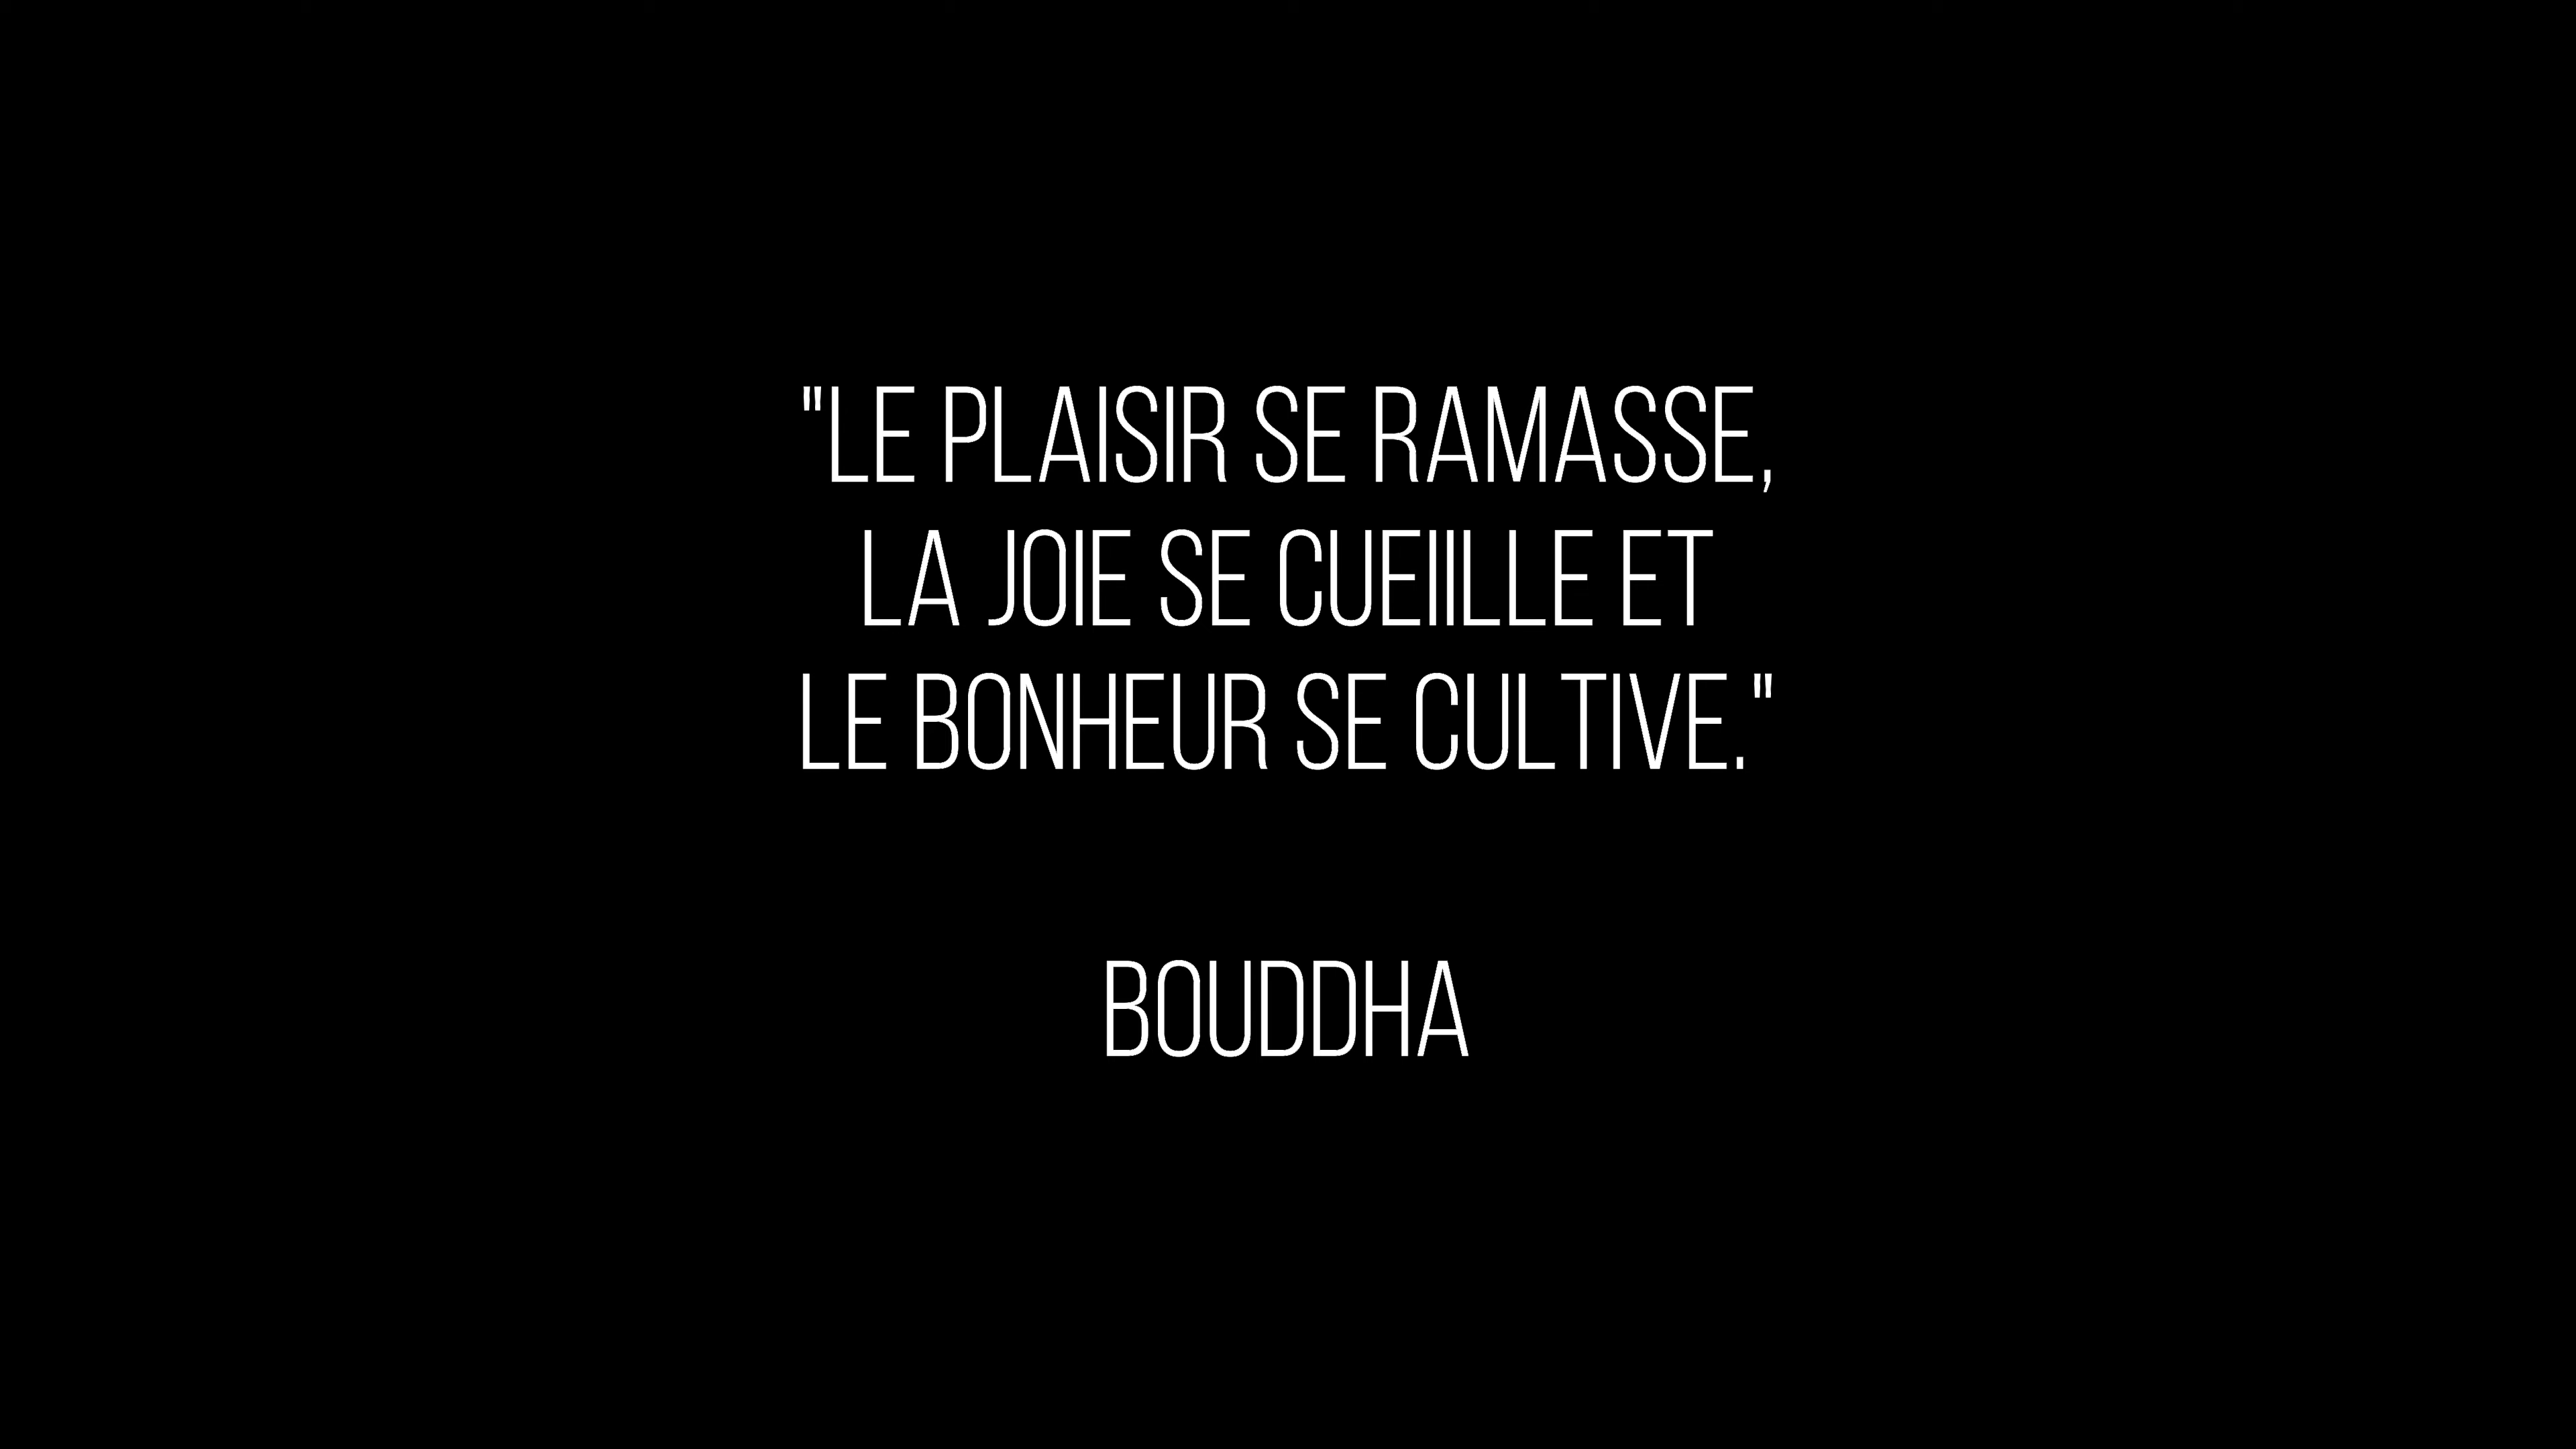 "LE PLAISIR SE RAMASSE,
LA JOIE SE CUEIILLE ET
LE BONHEUR SE CULTIVE."
BOUDDHA